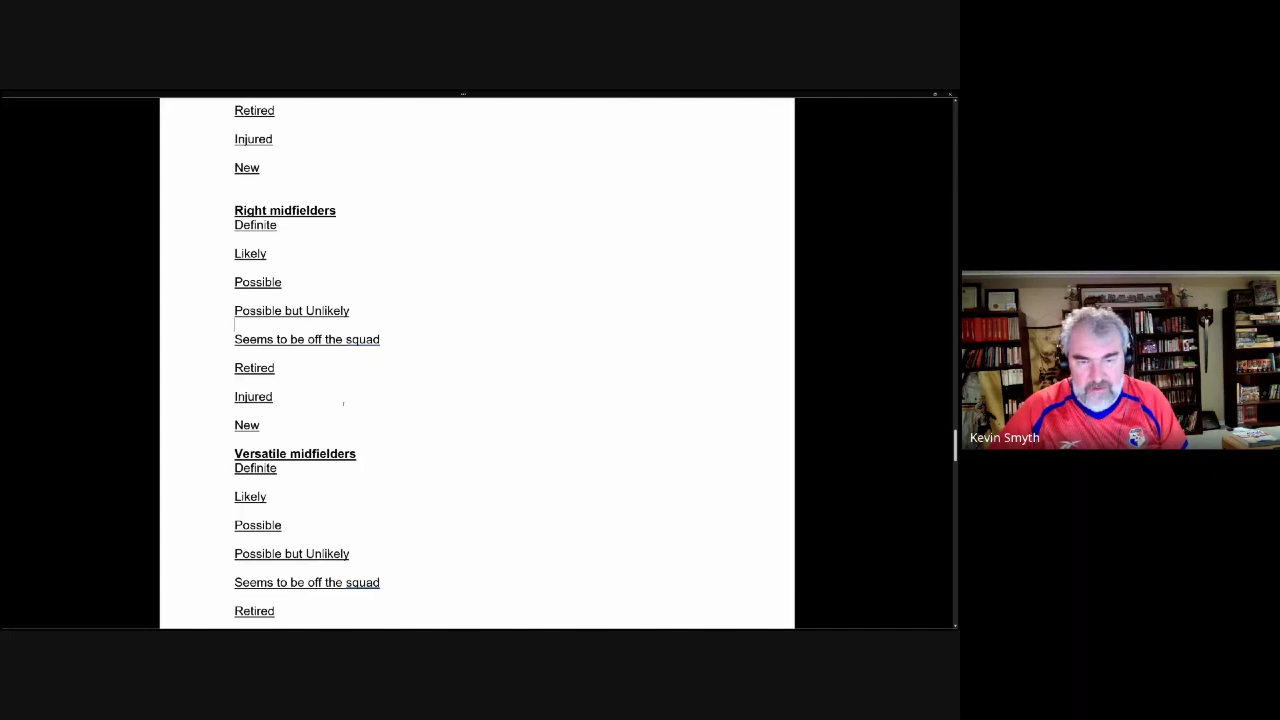 Retired
Injured
New
Right midfielders
Definite
Likely
Possible
Possible but Unlikely
Seems to be off the squad
Retired
Injured
New
Versatile midfielders
Definite
Likely
Possible
Possible but Unlikely
Seems to be off the squad
Retired
Kevin Smyth